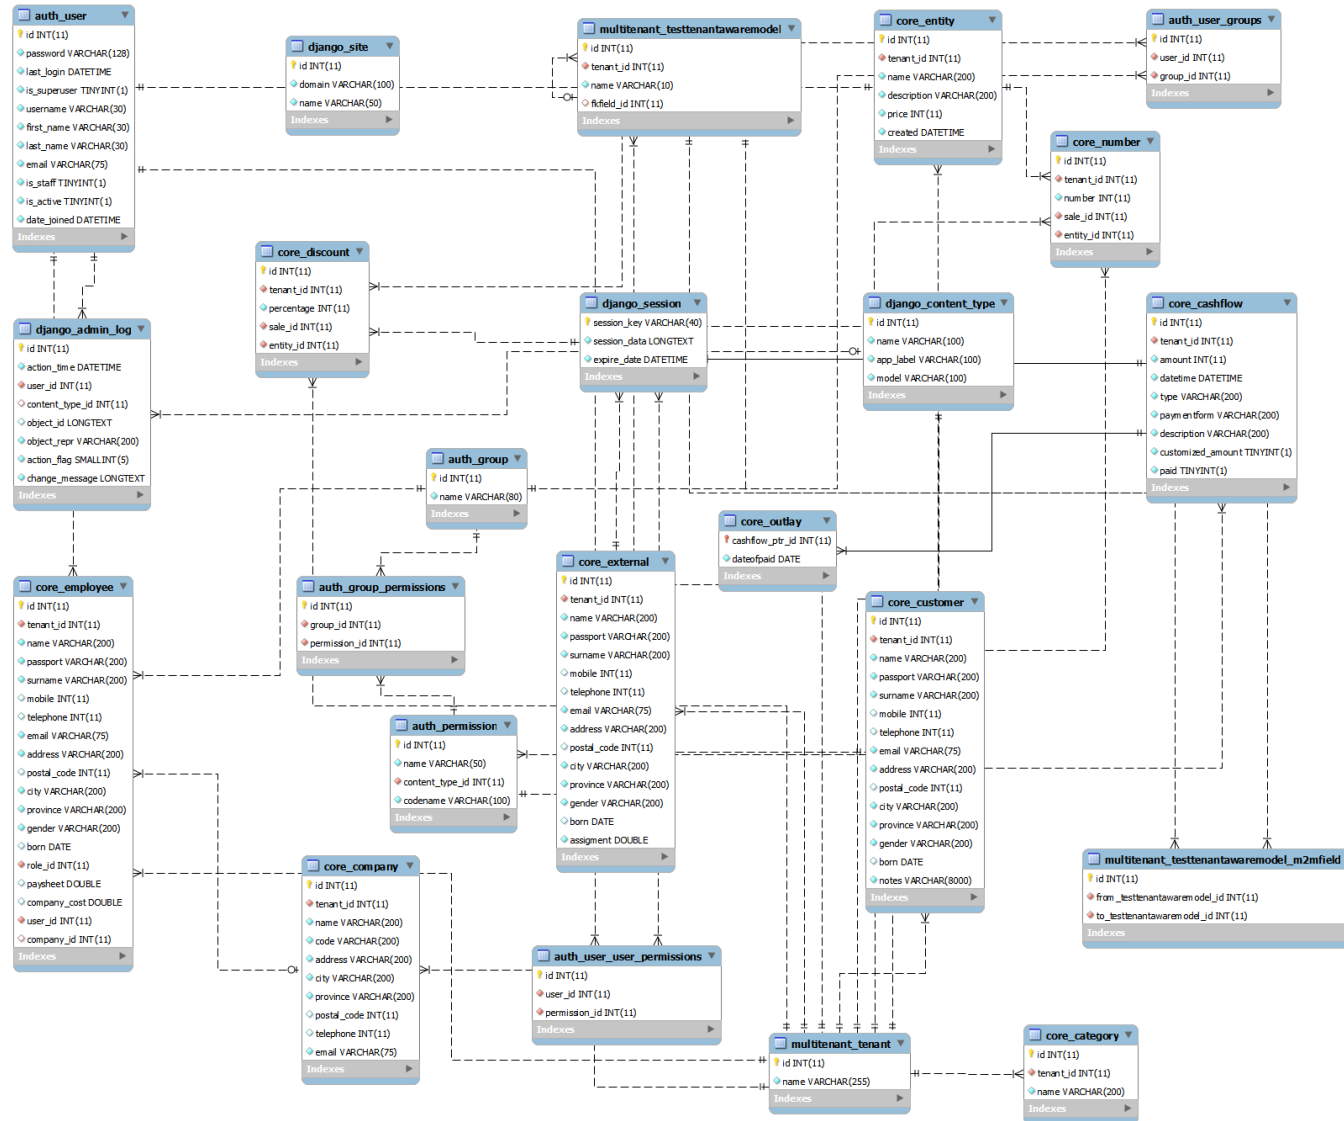 auth_user
id INT(11)
password VARCHAR(128)
last_login DATETIME
is_superuser TINYINT(1)
username VARCHAR(30)
first_name VARCHAR(30)
last_name VARCHAR(30)
email VARCHAR(75)
is_staff TINYINT(1)
is_active TINYINT(1)
date_joined DATETIME
Indexes
django_site
id INT(11)
domain VARCHAR(100)
name VARCHAR(50)
Indexes
multitenant_testtenantawaremodel
id INT(11)
tenant_id INT(11)
name VARCHAR(10)
fkfield_id INT(11)
Indexes
core_entity
id INT(11)
tenant_id INT(11)
name VARCHAR(200)
description VARCHAR(200)
price INT(11)
created DATETIME
Indexes
auth_user_groups
id INT(11)
user_id INT(11)
group_id INT(11)
Indexes
core_number
id INT(11)
tenant_id INT(11)
number INT(11)
sale_id INT(11)
entity_id INT(11)
Indexes
core_discount
id INT(11)
tenant_id INT(11)
percentage INT(11)
sale_id INT(11)
entity_id INT(11)
Indexes
django_session
session_key VARCHAR(40)
session_data LONGTEXT
expire_date DATETIME
Indexes
django_content_type
id INT(11)
name VARCHAR(100)
app_label VARCHAR(100)
model VARCHAR(100)
Indexes
core_cashflow
id INT(11)
tenant_id INT(11)
amount INT(11)
datetime DATETIME
type VARCHAR(200)
paymentform VARCHAR(200)
description VARCHAR(200)
customized_amount TINYINT(1)
paid TINYINT(1)
Indexes
django_admin_log
id INT(11)
action_time DATETIME
user_id INT(11)
content_type_id INT(11)
object_id LONGTEXT
object_repr VARCHAR(200)
action_flag SMALLINT(5)
change_message LONGTEXT
Indexes
auth_group
id INT(11)
name VARCHAR(80)
Indexes
core_outlay
cashflow_ptr_id INT(11)
dateofpaid DATE
Indexes
core_employee
id INT(11)
tenant_id INT(11)
name VARCHAR(200)
passport VARCHAR(200)
surname VARCHAR(200)
mobile INT(11)
telephone INT(11)
email VARCHAR(75)
address VARCHAR(200)
postal_code INT(11)
city VARCHAR(200)
province VARCHAR(200)
gender VARCHAR(200)
born DATE
role_id INT(11)
paysheet DOUBLE
company_cost DOUBLE
user_id INT(11)
company_id INT(11)
Indexes
auth_group_permissions
id INT(11)
group_id INT(11)
permission_id INT(11)
Indexes
core_external
id INT(11)
tenant_id INT(11)
name VARCHAR(200)
passport VARCHAR(200)
surname VARCHAR(200)
mobile INT(11)
telephone INT(11)
email VARCHAR(75)
address VARCHAR(200)
postal_code INT(11)
city VARCHAR(200)
province VARCHAR(200)
gender VARCHAR(200)
born DATE
assigment DOUBLE
Indexes
core_customer
id INT(11)
tenant_id INT(11)
name VARCHAR(200)
passport VARCHAR(200)
surname VARCHAR(200)
mobile INT(11)
telephone INT(11)
email VARCHAR(75)
address VARCHAR(200)
postal_code INT(11)
city VARCHAR(200)
province VARCHAR(200)
gender VARCHAR(200)
born DATE
notes VARCHAR(8000)
Indexes
auth_permission
id INT(11)
name VARCHAR(50)
content_type_id INT(11)
codename VARCHAR(100)
Indexes
core_company
id INT(11)
tenant_id INT(11)
name VARCHAR(200)
code VARCHAR(200)
address VARCHAR(200)
city VARCHAR(200)
province VARCHAR(200)
postal_code INT(11)
telephone INT(11)
email VARCHAR(75)
Indexes
multitenant_testtenantawaremodel_m2mfield
id INT(11)
from_testtenantawaremodel_id INT(11)
to_testtenantawaremodel_id INT(11)
Indexes
auth_user_user_permissions
id INT(11)
user_id INT(11)
permission_id INT(11)
Indexes
multitenant_tenant
id INT(11)
name VARCHAR(255)
Indexes
core_category
id INT(11)
tenant_id INT(11)
name VARCHAR(200)
Indexes